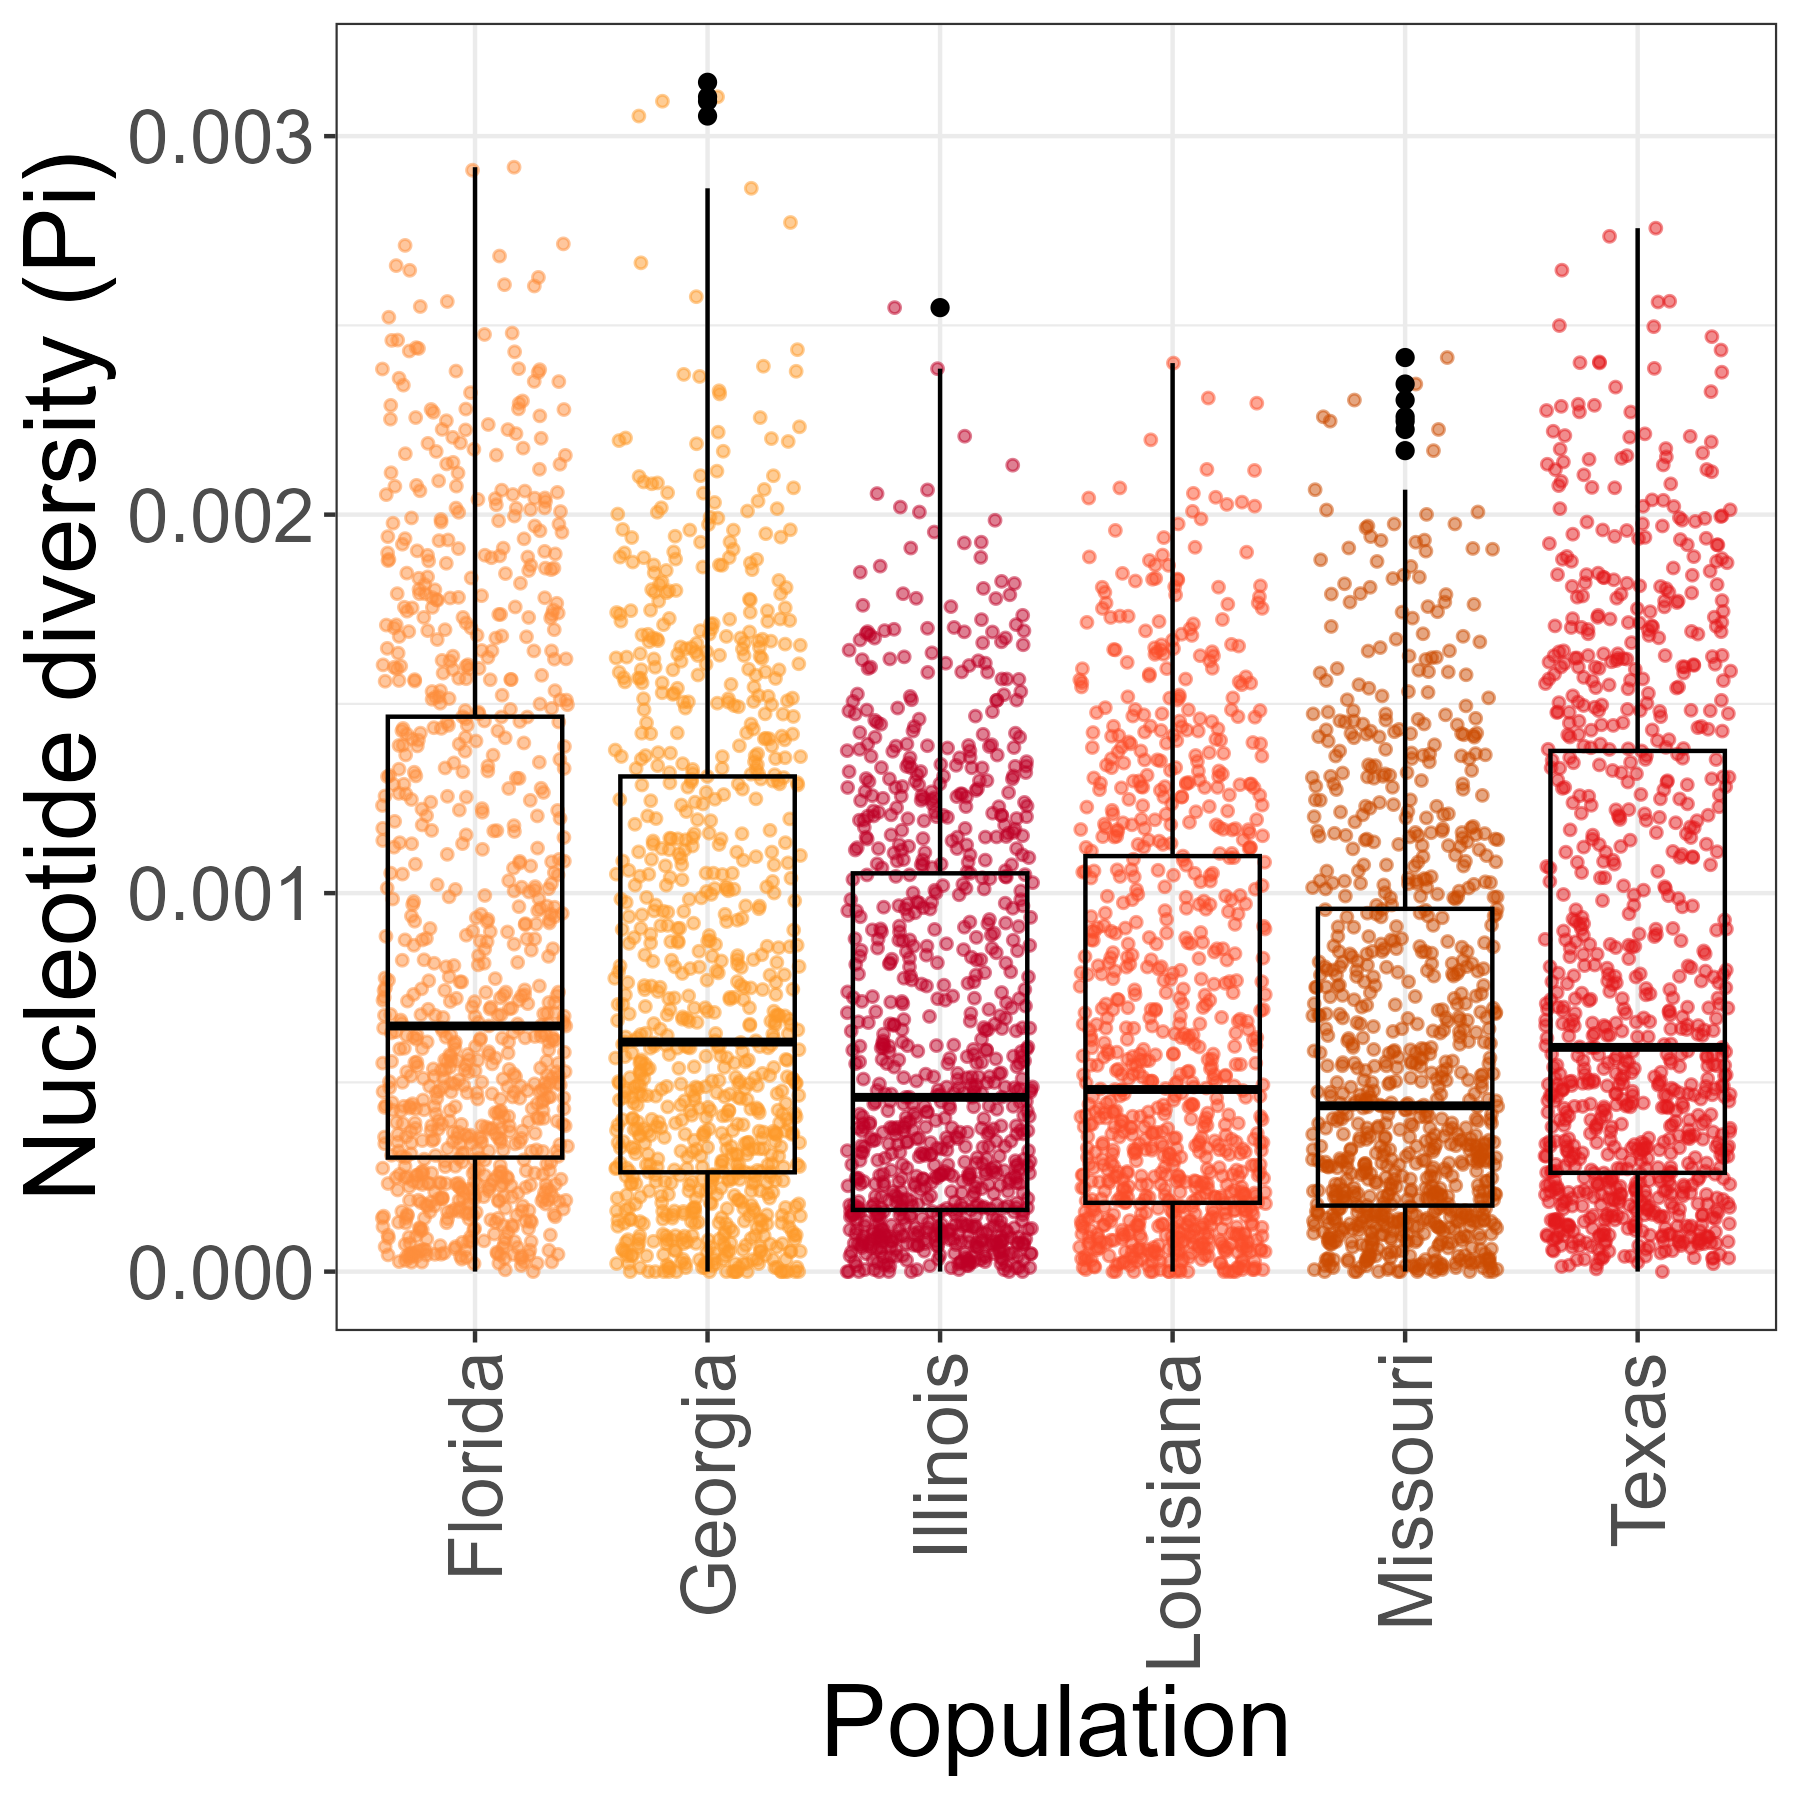 Nucleotide diversity (Pi)
0.003
0.002
0.001
0.000
Florida
Georgia
Illinois
Louisiana
Missouri
Texas
Population